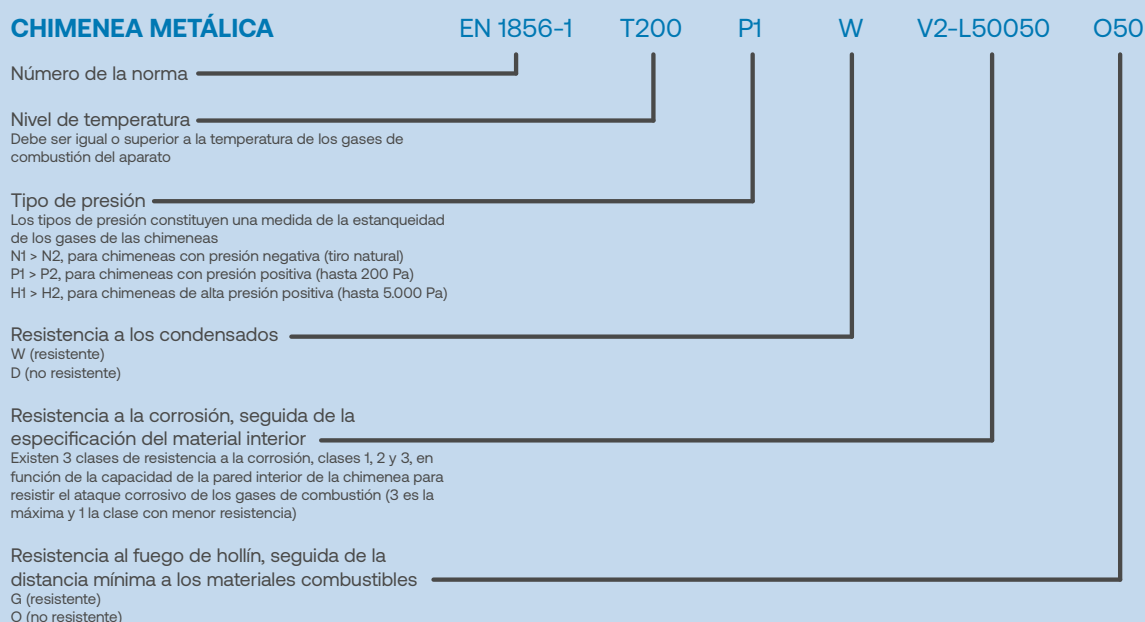 CHIMENEA METÁLICA EN 1856-1 T200 P1 W V2-L50050 O50
Número de la norma
Nivel de temperatura
Debe ser igual o superior a la temperatura de los gases de
combustión del aparato
Tipo de presión
Los tipos de presión constituyen una medida de la estanqueidad
de los gases de las chimeneas
N1 > N2, para chimeneas con presión negativa (tiro natural)
P1 > P2, para chimeneas con presión positiva (hasta 200 Pa)
H1 > H2, para chimeneas de alta presión positiva (hasta 5.000 Pa)
Resistencia a los condensados
W (resistente)
D (no resistente)
Resistencia a la corrosión, seguida de la
especificación del material interior
Existen 3 clases de resistencia a la corrosión, clases 1, 2 y 3, en
función de la capacidad de la pared interior de la chimenea para
resistir el ataque corrosivo de los gases de combustión (3 es la
máxima y 1 la clase con menor resistencia)
Resistencia al fuego de hollín, seguida de la
distancia mínima a los materiales combustibles
G (resistente)
O (no resistente)